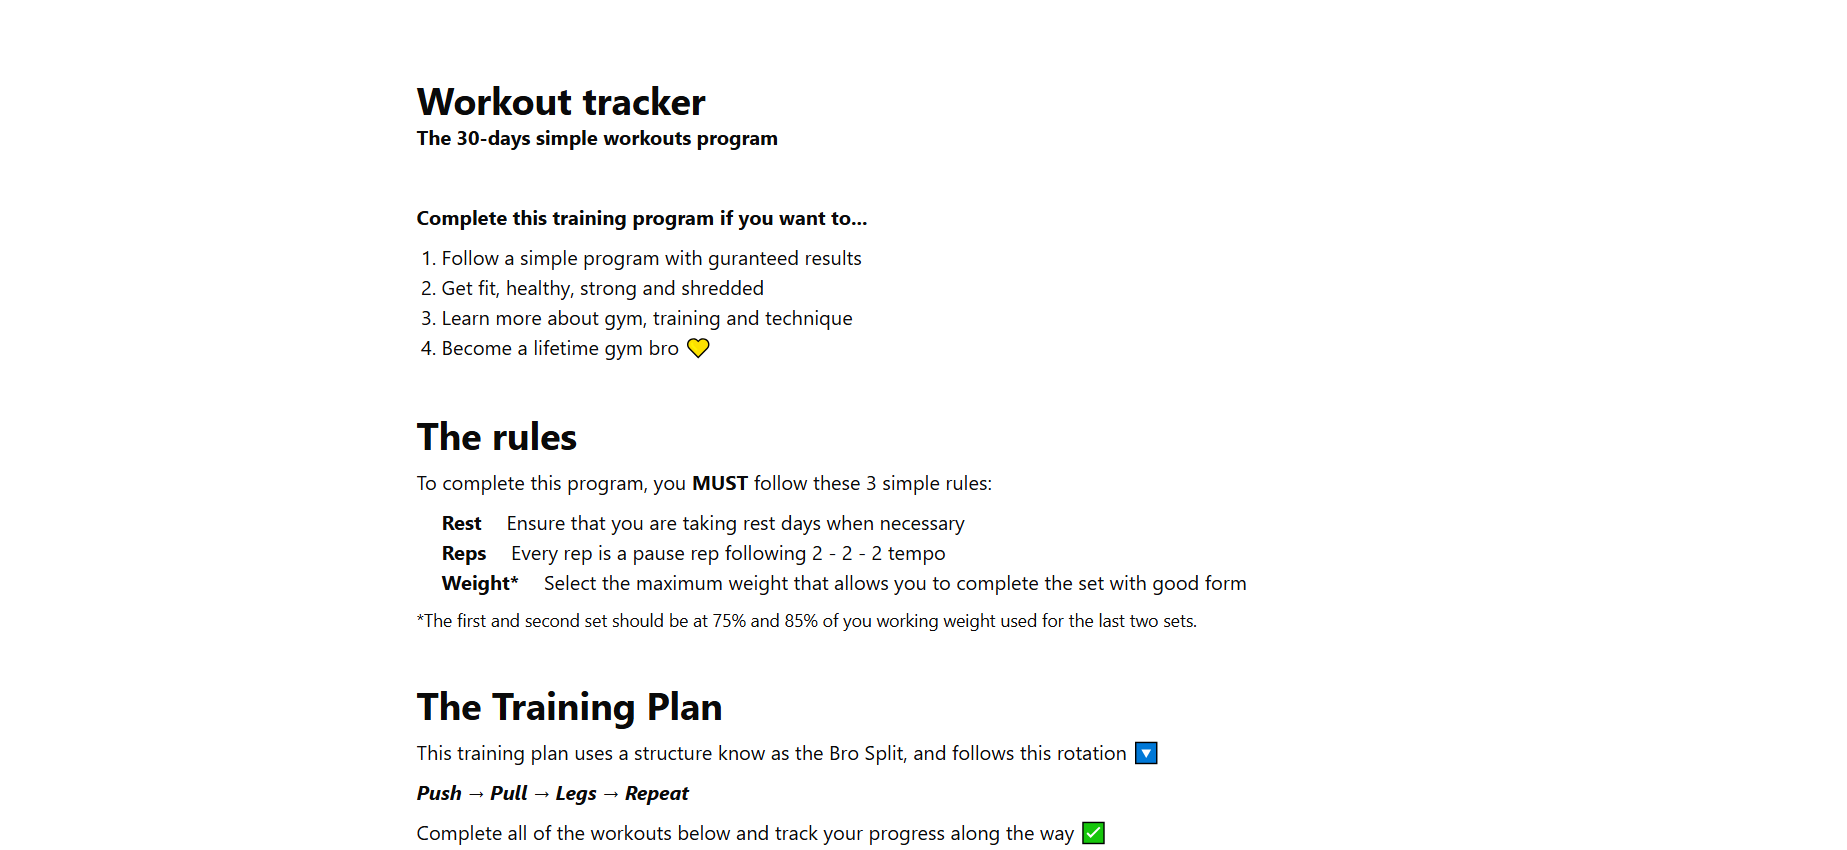 Workout tracker
The 30-days simple workouts program
Complete this training program if you want to...
1. Follow a simple program with guranteed results
2. Get fit, healthy, strong and shredded
3. Learn more about gym, training and technique
4. Become a lifetime gym bro 💛
The rules
To complete this program, you MUST follow these 3 simple rules:
Rest Ensure that you are taking rest days when necessary
Reps Every rep is a pause rep following 2 - 2 - 2 tempo
Weight* Select the maximum weight that allows you to complete the set with good form
*The first and second set should be at 75% and 85% of you working weight used for the last two sets.
The Training Plan
This training plan uses a structure know as the Bro Split, and follows this rotation 🔽
Push → Pull → Legs → Repeat
Complete all of the workouts below and track your progress along the way ✅